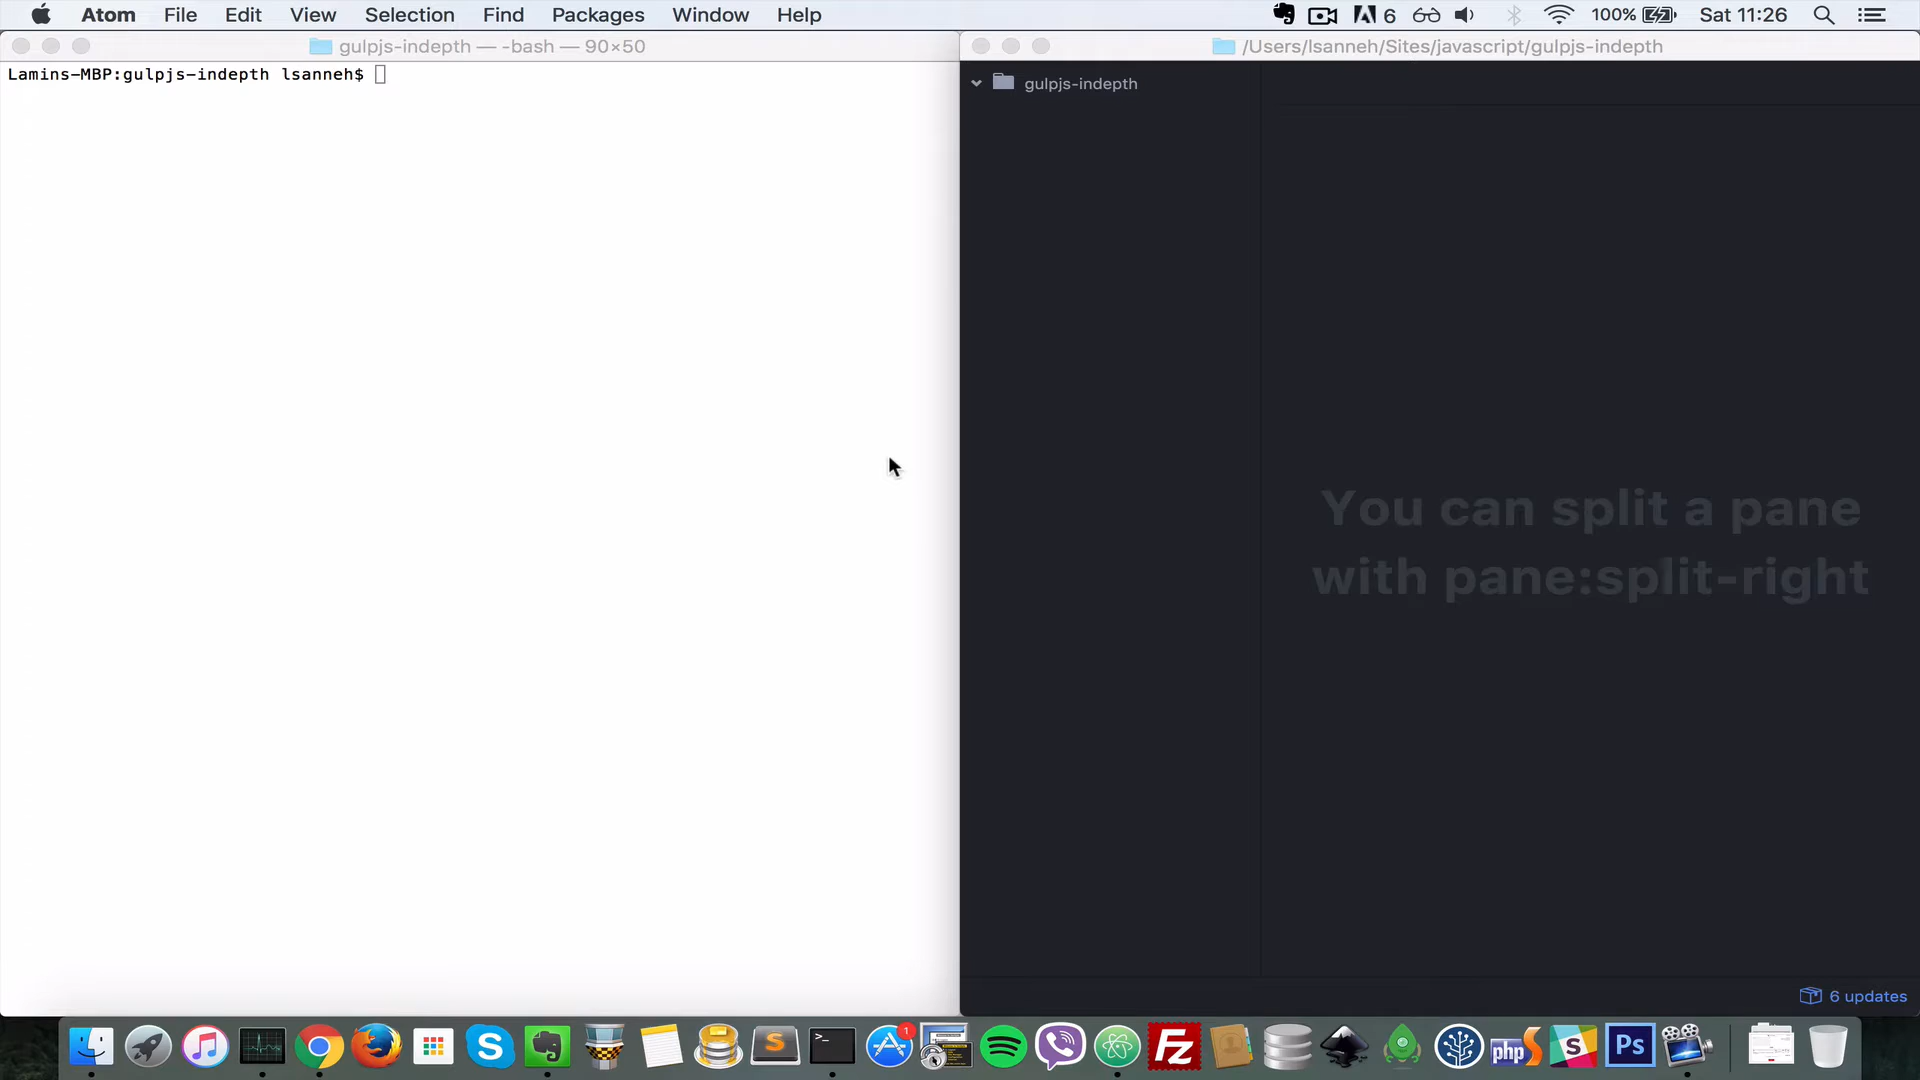 Atom File Edit View Selection Find Packages Window Help
6 100% Sat 11:26
gulpjs-indepth — -bash — 90×50
/Users/lsanneh/Sites/javascript/gulpjs-indepth
Lamins-MBP:gulpjs-indepth lsanneh$
gulpjs-indepth
You can split a pane
with pane:split-right
6 updates
1
php
Ps